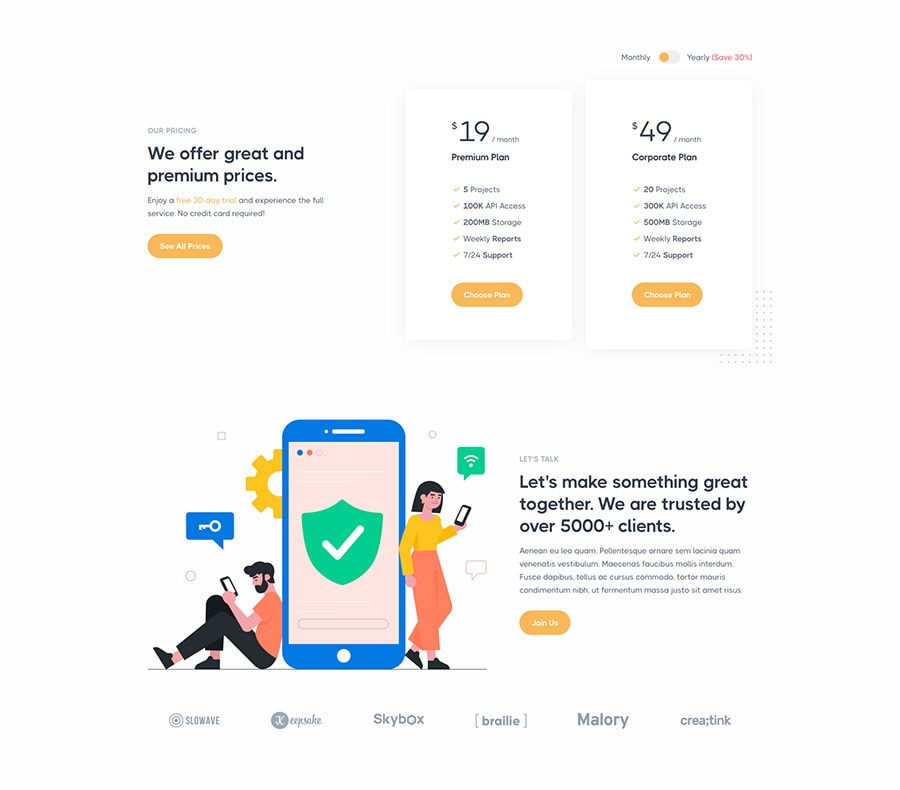 Monthly Yearly (Save 30%)
OUR PRICING
We offer great and
premium prices.
Enjoy a free 30-day trial and experience the full
service. No credit card required!
See All Prices
$ 19 / month
Premium Plan
5 Projects
100K API Access
200MB Storage
Weekly Reports
7/24 Support
Choose Plan
$ 49 / month
Corporate Plan
20 Projects
300K API Access
500MB Storage
Weekly Reports
7/24 Support
Choose Plan
LET'S TALK
Let's make something great
together. We are trusted by
over 5000+ clients.
Aenean eu leo quam. Pellentesque ornare sem lacinia quam
venenatis vestibulum. Maecenas faucibus mollis interdum.
Fusce dapibus, tellus ac cursus commodo, tortor mauris
condimentum nibh, ut fermentum massa justo sit amet risus.
Join Us
SLOWAVE
Keepsake
Skybox
[ brailie ]
Malory
crea;tink